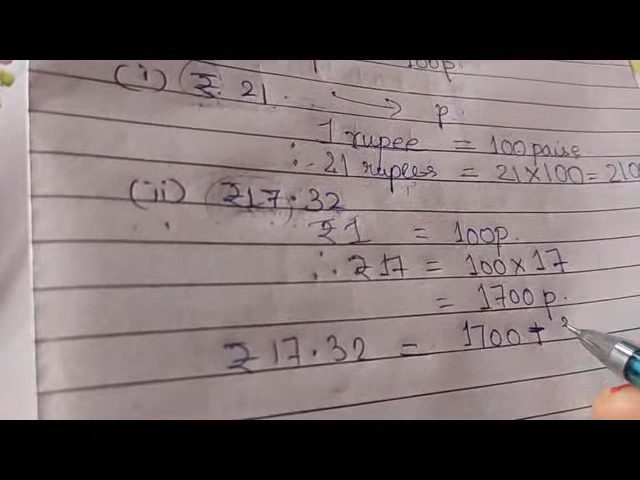 100p.
(i) ₹ 21. → p.
1 rupee = 100 paise
∴ 21 rupees = 21×100=210
(ii) ₹17.32
₹1 = 100p.
∴ ₹17 = 100×17
= 1700 p.
₹17.32 = 1700 +